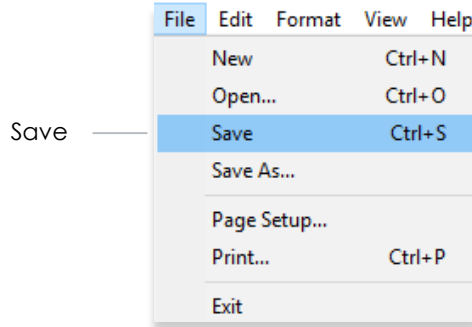 File Edit Format View Help
New Ctrl+N
Open... Ctrl+O
Save Save Ctrl+S
Save As...
Page Setup...
Print... Ctrl+P
Exit